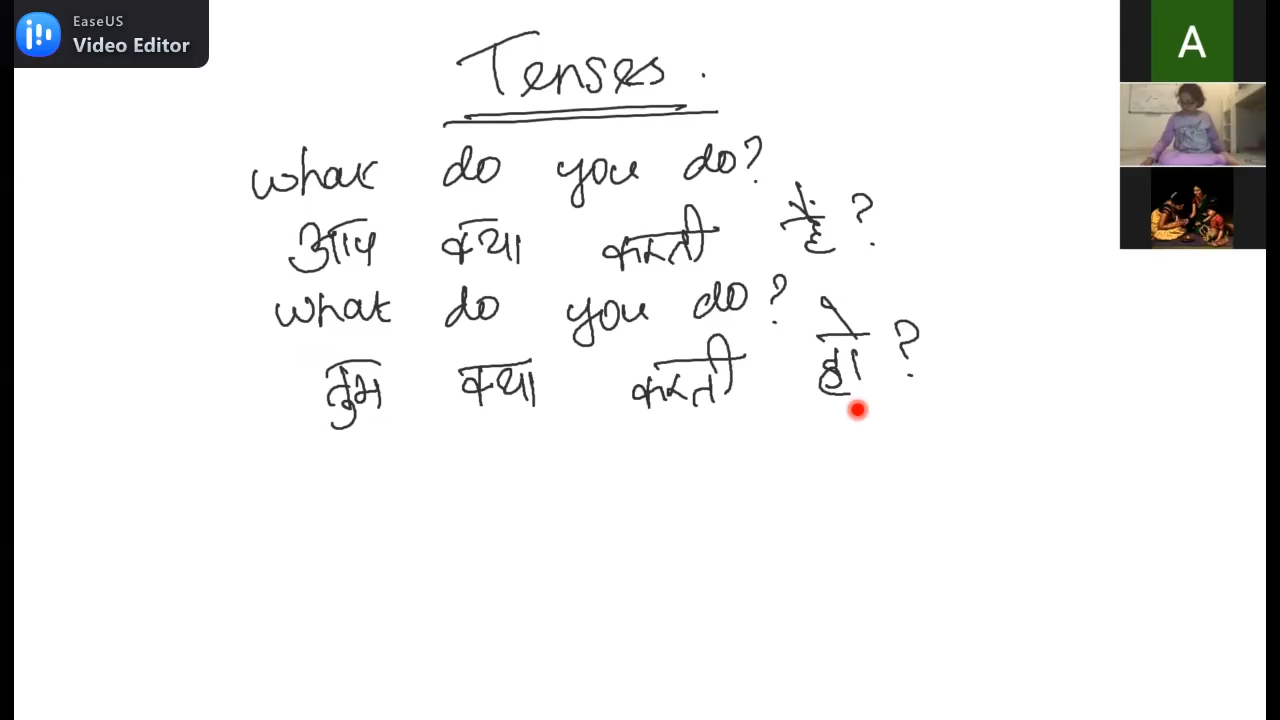 EaseUS
Video Editor
A
Tenses.
what do you do?
आप क्या करती हैं?
what do you do?
तुम क्या करती हो?